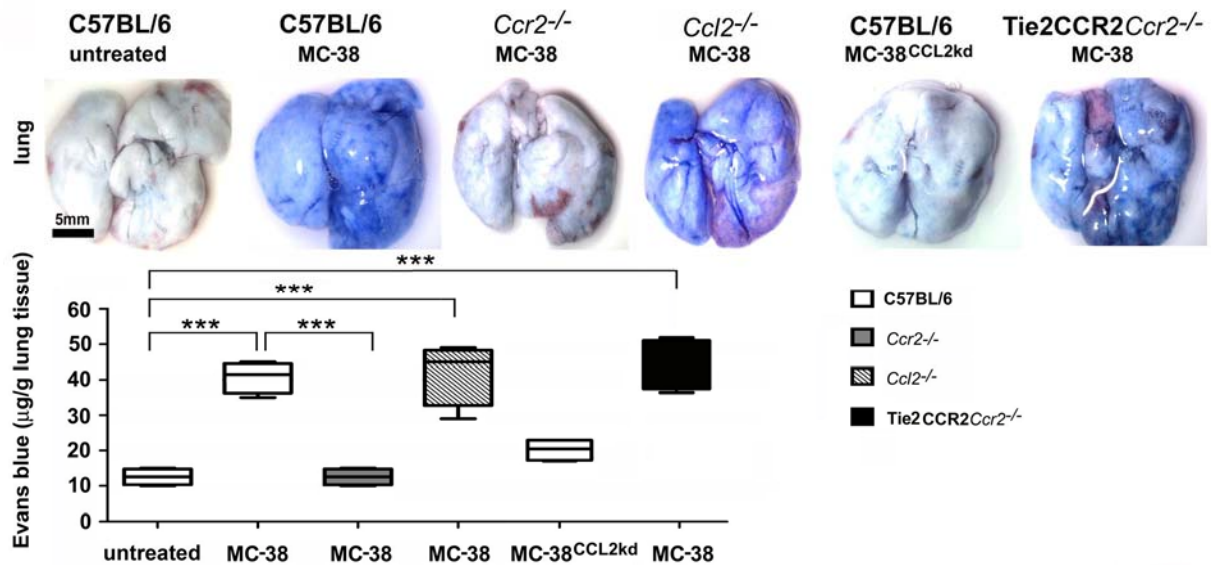 C57BL/6 C57BL/6 Ccr2-/- Ccl2-/- C57BL/6 Tie2CCR2Ccr2-/-
untreated MC-38 MC-38 MC-38 MC-38CCL2kd MC-38
lung
5mm
*** 
***
*** ***
Evans blue (µg/g lung tissue)
60
50
40
30
20
10
0
untreated MC-38 MC-38 MC-38 MC-38CCL2kd MC-38
C57BL/6
Ccr2-/-
Ccl2-/-
Tie2CCR2Ccr2-/-